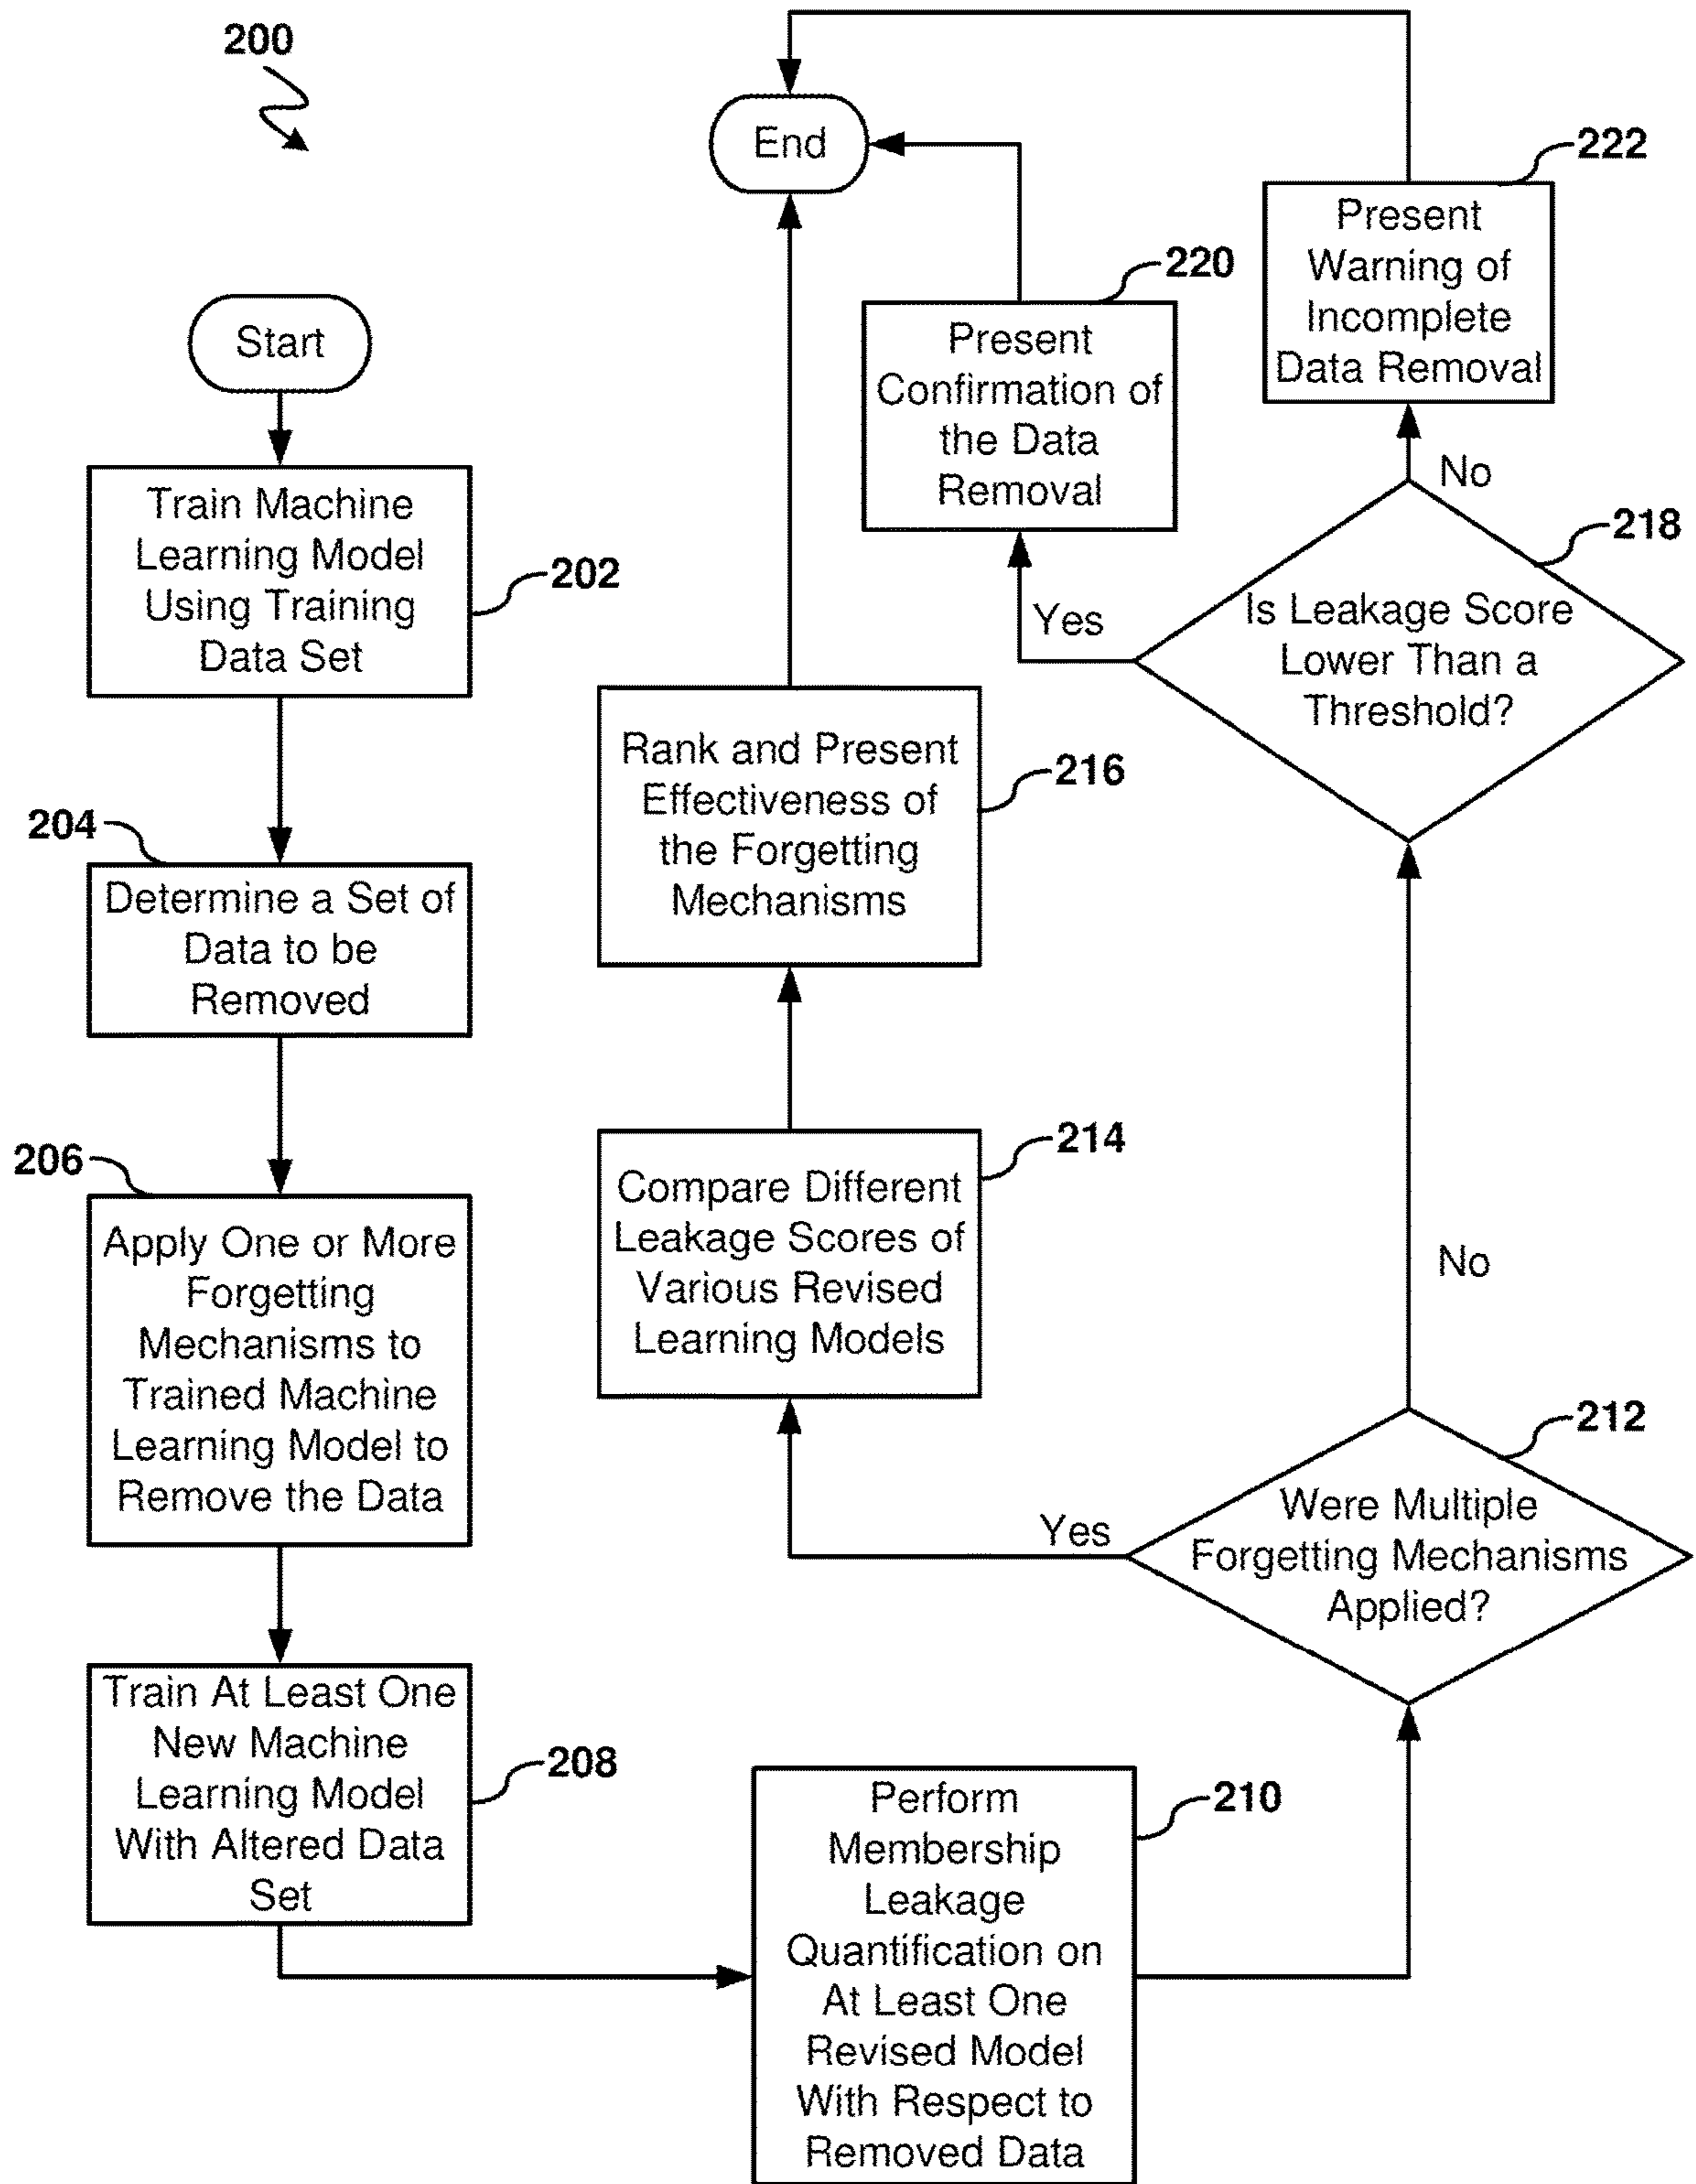 200
Start
Train Machine
Learning Model
Using Training
Data Set
202
204
Determine a Set of
Data to be
Removed
206
Apply One or More
Forgetting
Mechanisms to
Trained Machine
Learning Model to
Remove the Data
Train At Least One
New Machine
Learning Model
With Altered Data
Set
208
Perform
Membership
Leakage
Quantification on
At Least One
Revised Model
With Respect to
Removed Data
210
Were Multiple
Forgetting Mechanisms
Applied?
212
Yes
No
Compare Different
Leakage Scores of
Various Revised
Learning Models
214
Rank and Present
Effectiveness of
the Forgetting
Mechanisms
216
Is Leakage Score
Lower Than a
Threshold?
218
Yes
No
Present
Confirmation of
the Data
Removal
220
Present
Warning of
Incomplete
Data Removal
222
End